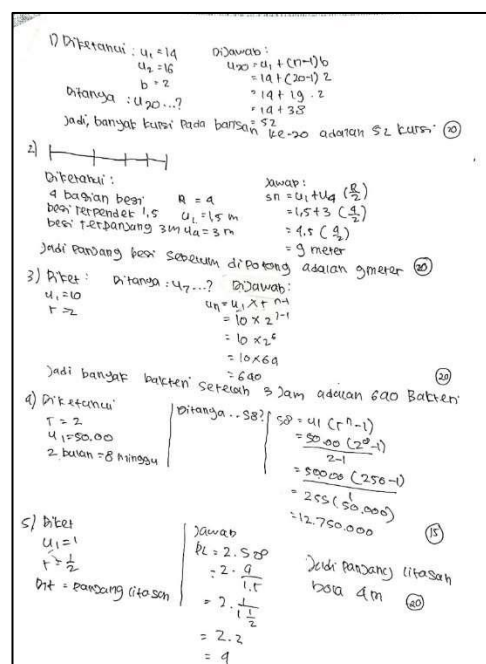 1) Diketahui : u₁ = 14
u₂ = 16
b = 2
Ditanya : u20 ...?
Dijawab :
u20 = u₁ + (n-1) b
= 14 + (20-1) 2
= 14 + 19 . 2
= 14 + 38
= 52
Jadi, banyak kursi pada barisan ke-20 adalah 52 kursi (20)
2)
Diketahui :
4 bagian besi n = 4
besi terpendek 1,5 u₁ = 1,5 m
besi terpanjang 3 m u4 = 3 m
Jawab :
sn = u₁ + u4 (n/2)
= 1,5 + 3 (4/2)
= 4,5 (4/2)
= 9 meter
Jadi panjang besi sebelum dipotong adalah 9 meter (20)
3) Diket :
u₁ = 10
r = 2
Ditanya : u7 ...?
Dijawab :
un = u₁ x r^n-1
= 10 x 2^7-1
= 10 x 2^6
= 10 x 64
= 640
(20)
Jadi banyak bakteri setelah 3 Jam adalah 640 Bakteri
4) Diketahui
r = 2
u₁ = 50.00
2 bulan = 8 minggu
Ditanya .. S8?
S8 = u1 (r^n - 1)
= 50.00 (2^8 - 1)
2 - 1
= 50000 (256 - 1)
1
= 255 (50.000)
= 12.750.000
(15)
5) Diket
u₁ = 1
r = 1/2
Dit = panjang litasan
Jawab
PL = 2 . S∞
= 2 . a
1 . r
= 2 . 1
1 1/2
= 2 . 2
= 4
Jadi panjang litasan
bola 4m (20)